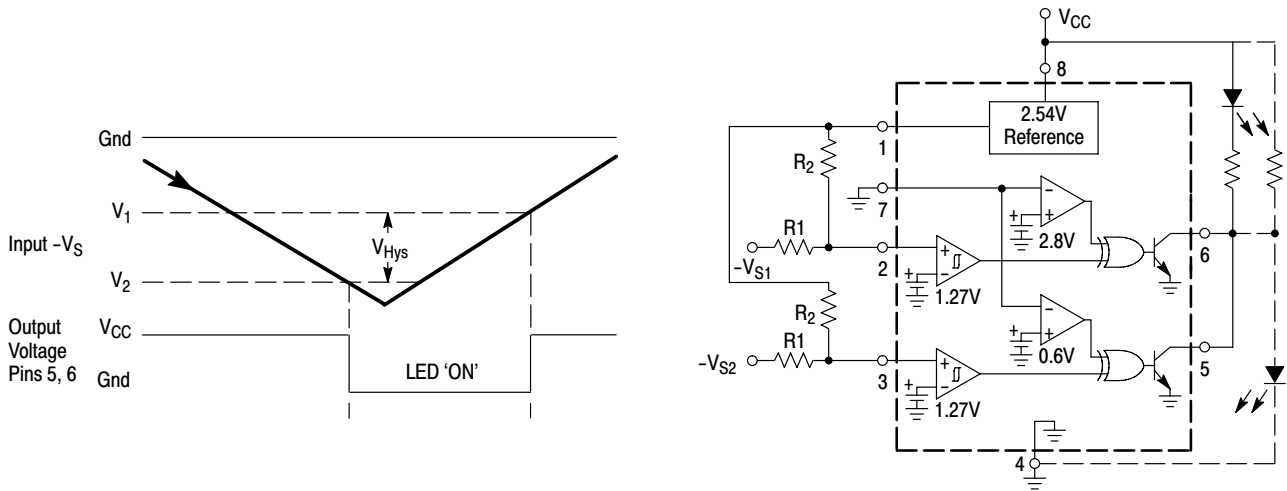 Gnd
V1
Input –VS
VHys
V2
Output
Voltage
Pins 5, 6
VCC
Gnd
LED 'ON'
VCC
8
2.54V
Reference
1
R2
7
–
+
+
2.8V
6
R1
–VS1
2
+
+
–
1.27V
R2
–
+
+
0.6V
5
R1
–VS2
3
+
+
–
1.27V
4